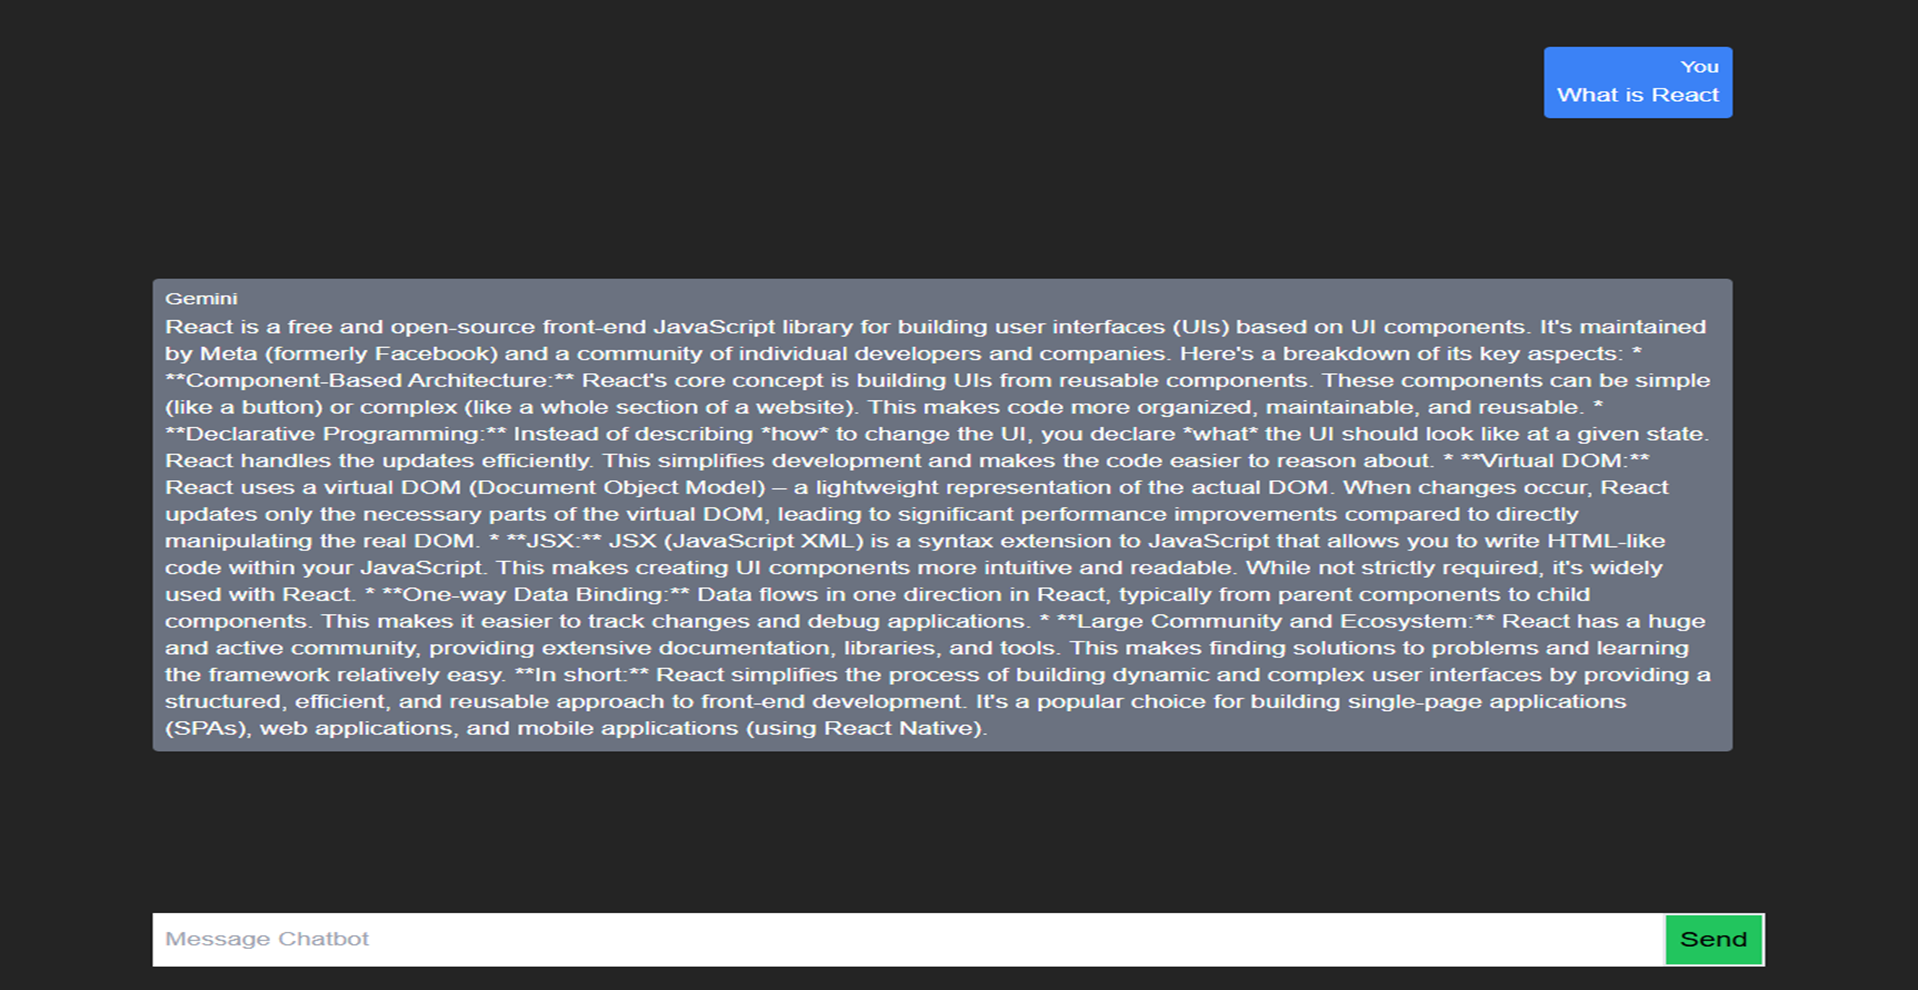 You
What is React
Gemini
React is a free and open-source front-end JavaScript library for building user interfaces (UIs) based on UI components. It's maintained
by Meta (formerly Facebook) and a community of individual developers and companies. Here's a breakdown of its key aspects: *
**Component-Based Architecture:** React's core concept is building UIs from reusable components. These components can be simple
(like a button) or complex (like a whole section of a website). This makes code more organized, maintainable, and reusable. *
**Declarative Programming:** Instead of describing *how* to change the UI, you declare *what* the UI should look like at a given state.
React handles the updates efficiently. This simplifies development and makes the code easier to reason about. * **Virtual DOM:**
React uses a virtual DOM (Document Object Model) – a lightweight representation of the actual DOM. When changes occur, React
updates only the necessary parts of the virtual DOM, leading to significant performance improvements compared to directly
manipulating the real DOM. * **JSX:** JSX (JavaScript XML) is a syntax extension to JavaScript that allows you to write HTML-like
code within your JavaScript. This makes creating UI components more intuitive and readable. While not strictly required, it's widely
used with React. * **One-way Data Binding:** Data flows in one direction in React, typically from parent components to child
components. This makes it easier to track changes and debug applications. * **Large Community and Ecosystem:** React has a huge
and active community, providing extensive documentation, libraries, and tools. This makes finding solutions to problems and learning
the framework relatively easy. **In short:** React simplifies the process of building dynamic and complex user interfaces by providing a
structured, efficient, and reusable approach to front-end development. It's a popular choice for building single-page applications
(SPAs), web applications, and mobile applications (using React Native).
Message Chatbot
Send